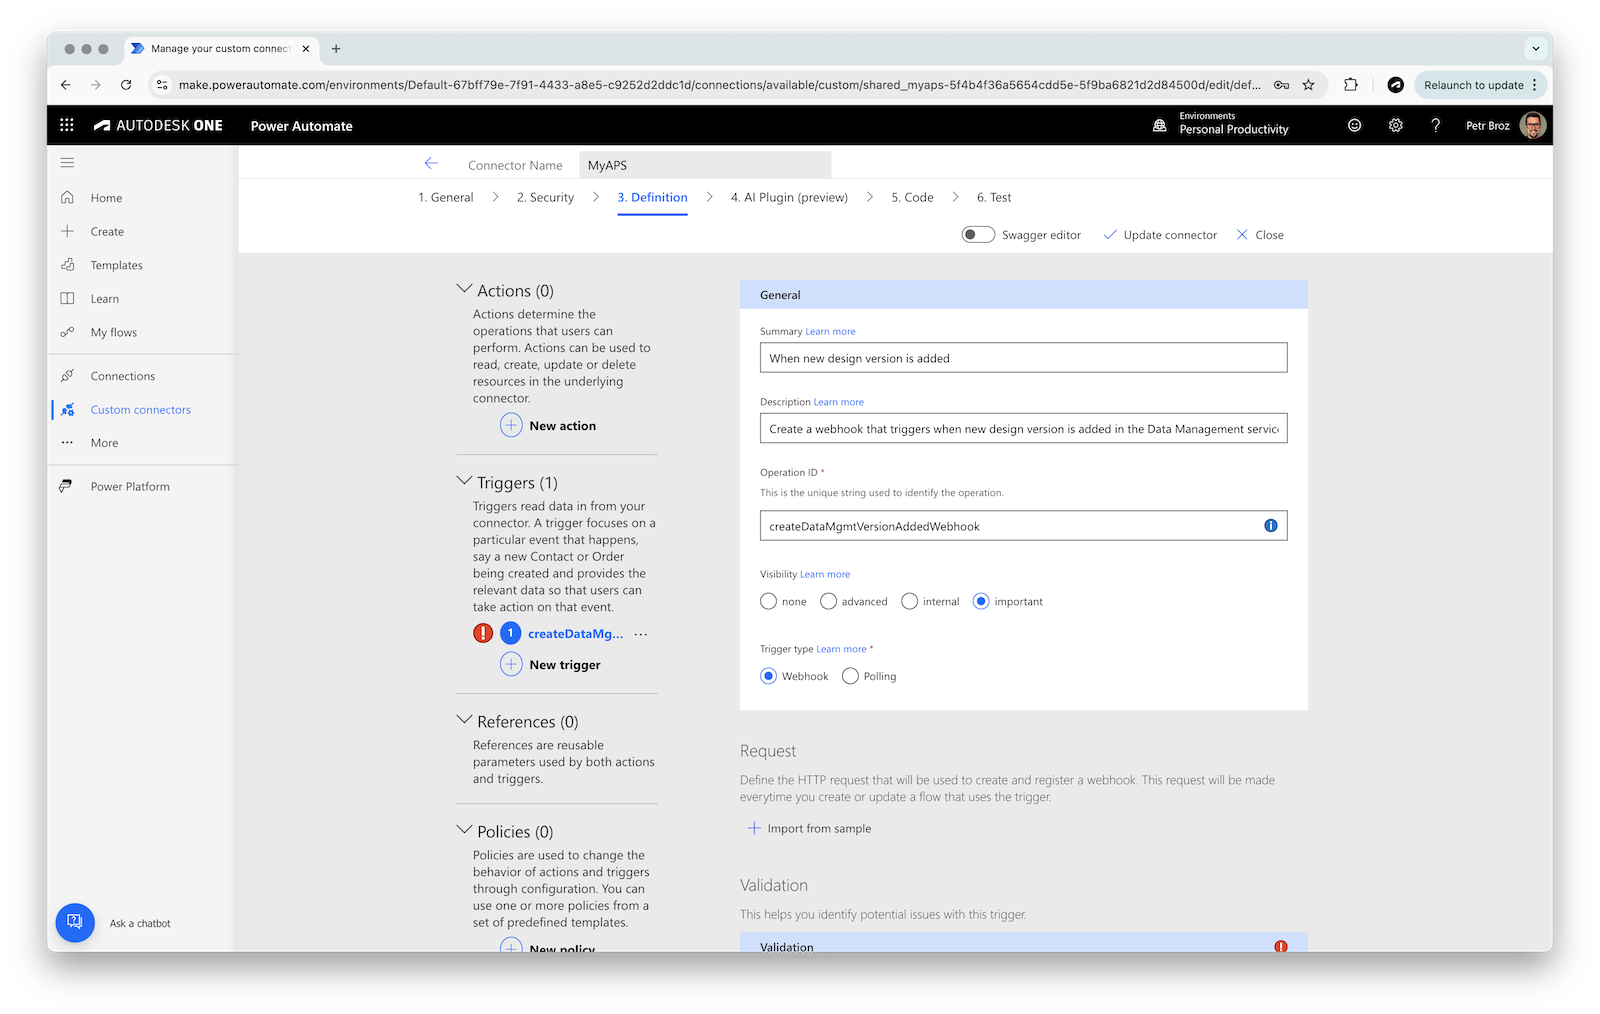 Manage your custom connect
make.powerautomate.com/environments/Default-67bff79e-7f91-4433-a8e5-c9252d2ddc1d/connections/available/custom/shared_myaps-5f4b4f36a5654cdd5e-5f9ba6821d2d84500d/edit/def...
Relaunch to update
AUTODESK ONE
Power Automate
Environments
Personal Productivity
Petr Broz
Home
Create
Templates
Learn
My flows
Connections
Custom connectors
More
Power Platform
Ask a chatbot
Connector Name
MyAPS
1. General
2. Security
3. Definition
4. AI Plugin (preview)
5. Code
6. Test
Swagger editor
Update connector
Close
Actions (0)
Actions determine the
operations that users can
perform. Actions can be used to
read, create, update or delete
resources in the underlying
connector.
New action
Triggers (1)
Triggers read data in from your
connector. A trigger focuses on a
particular event that happens,
say a new Contact or Order
being created and provides the
relevant data so that users can
take action on that event.
1 createDataMg...
New trigger
References (0)
References are reusable
parameters used by both actions
and triggers.
Policies (0)
Policies are used to change the
behavior of actions and triggers
through configuration. You can
use one or more policies from a
set of predefined templates.
New policy
General
Summary Learn more
When new design version is added
Description Learn more
Create a webhook that triggers when new design version is added in the Data Management servic
Operation ID *
This is the unique string used to identify the operation.
createDataMgmtVersionAddedWebhook
Visibility Learn more
none
advanced
internal
important
Trigger type Learn more *
Webhook
Polling
Request
Define the HTTP request that will be used to create and register a webhook. This request will be made
everytime you create or update a flow that uses the trigger.
Import from sample
Validation
This helps you identify potential issues with this trigger.
Validation